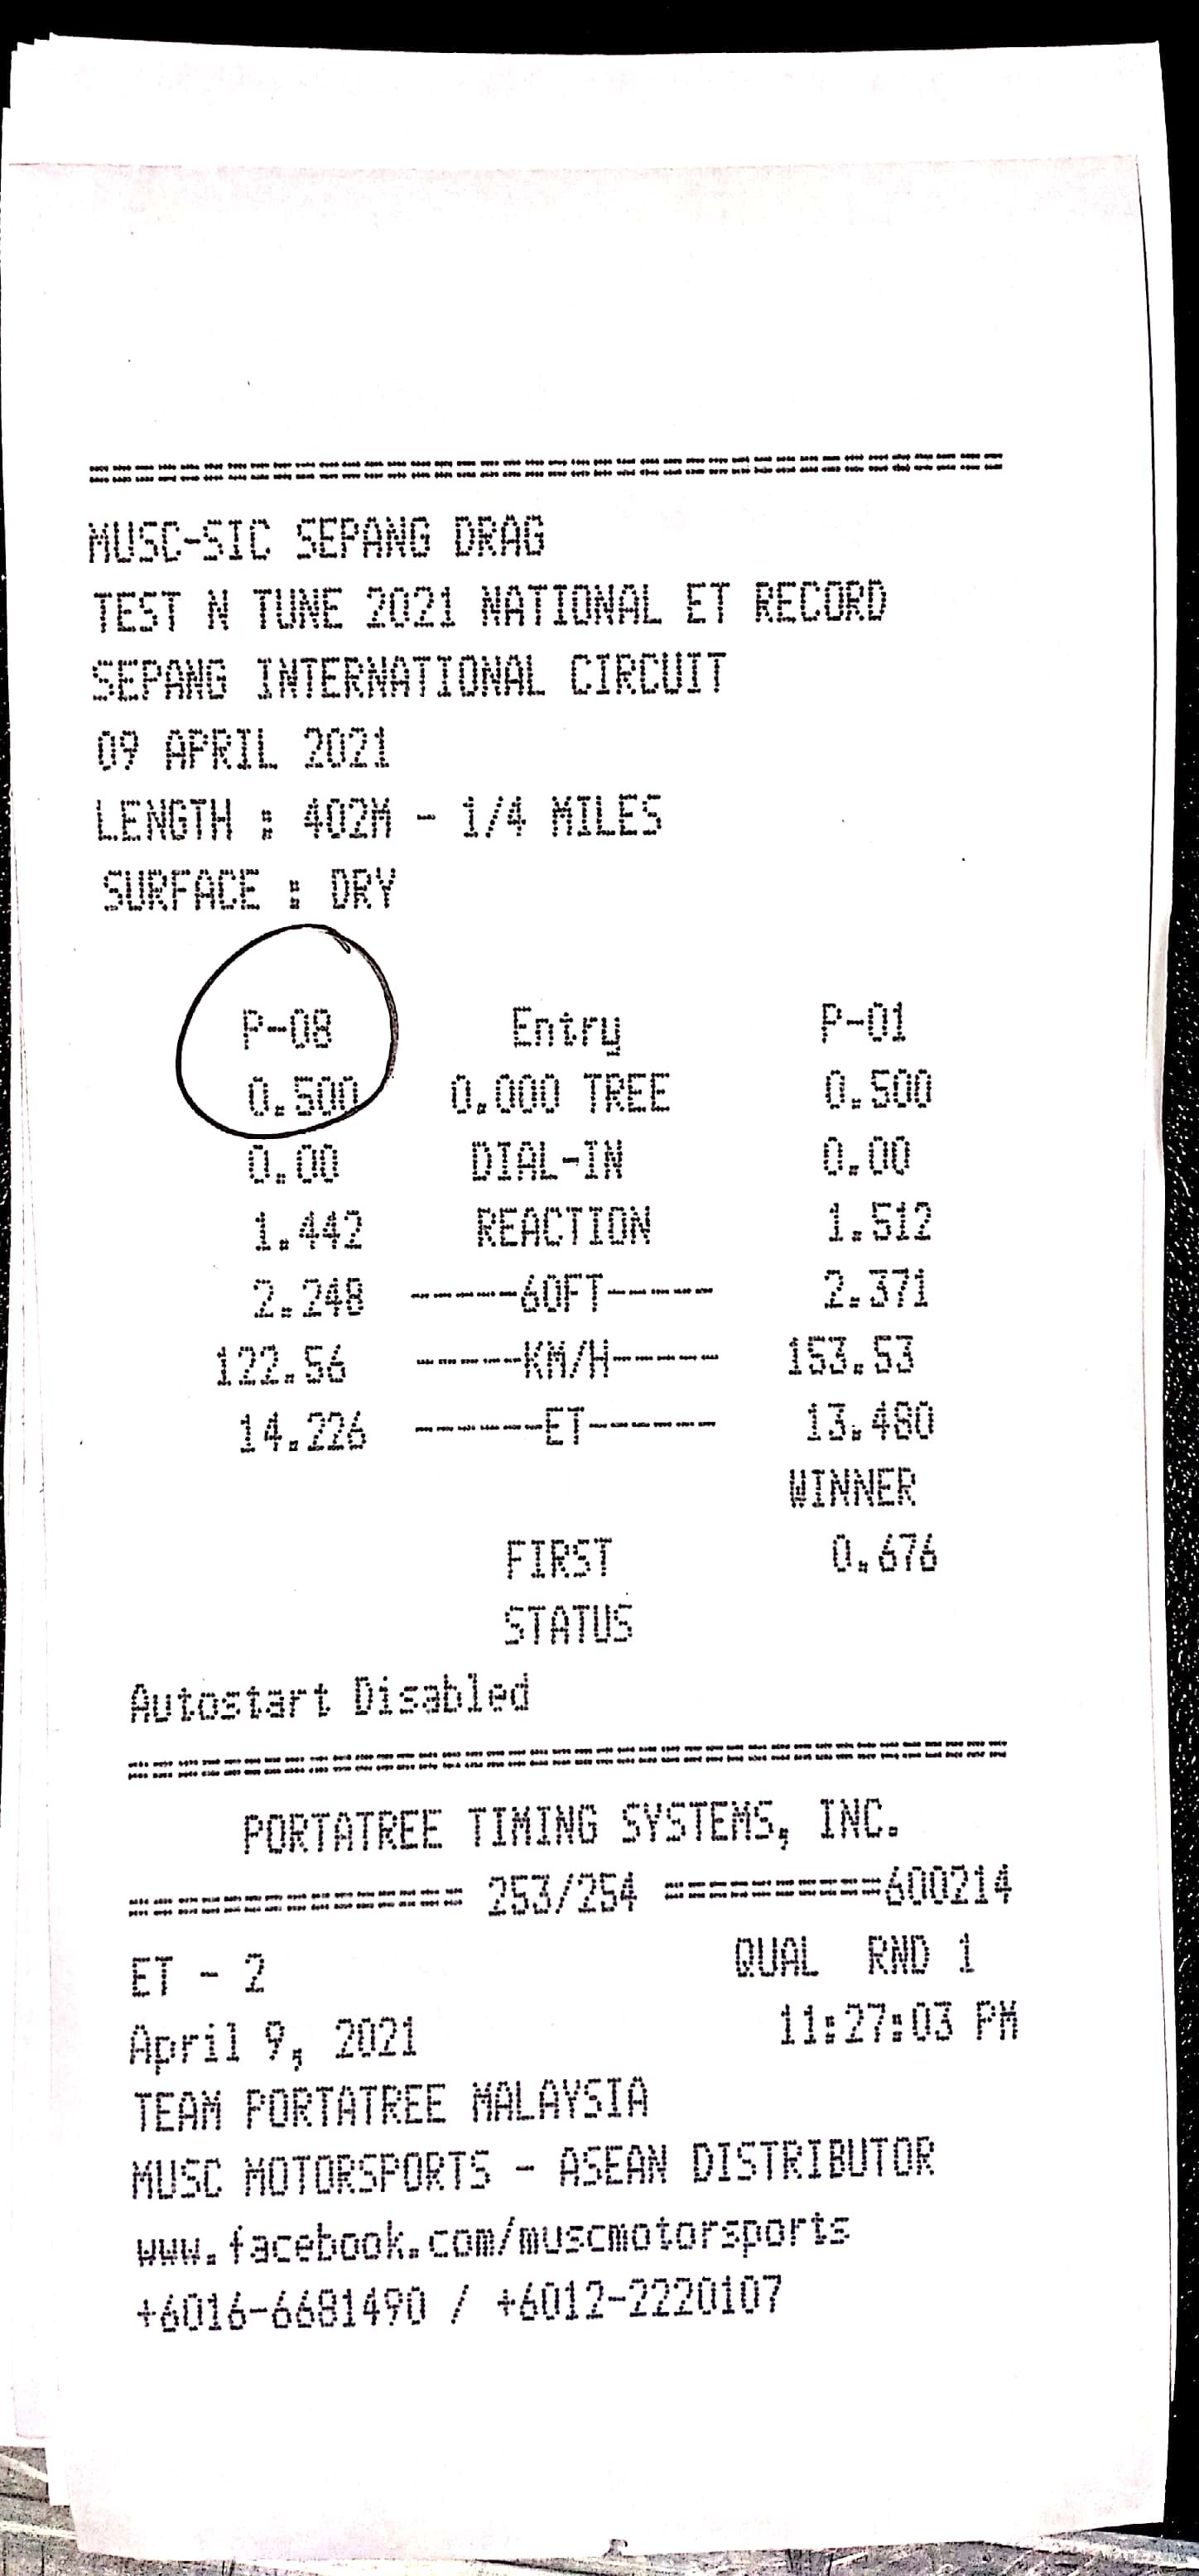 ================================================
MUSC-SIC SEPANG DRAG
TEST N TUNE 2021 NATIONAL ET RECORD
SEPANG INTERNATIONAL CIRCUIT
09 APRIL 2021
LENGTH : 402M - 1/4 MILES
SURFACE : DRY
P-08 Entry P-01
0.500 0.000 TREE 0.500
0.00 DIAL-IN 0.00
1.442 REACTION 1.512
2.248 -----60FT----- 2.371
122.56 -----KM/H----- 153.53
14.226 ------ET------ 13.480
WINNER
FIRST 0.676
STATUS
Autostart Disabled
================================================
PORTATREE TIMING SYSTEMS, INC.
=============== 253/254 ==========600214
ET - 2 QUAL RND 1
April 9, 2021 11:27:03 PM
TEAM PORTATREE MALAYSIA
MUSC MOTORSPORTS - ASEAN DISTRIBUTOR
www.facebook.com/muscmotorsports
+6016-6681490 / +6012-2220107